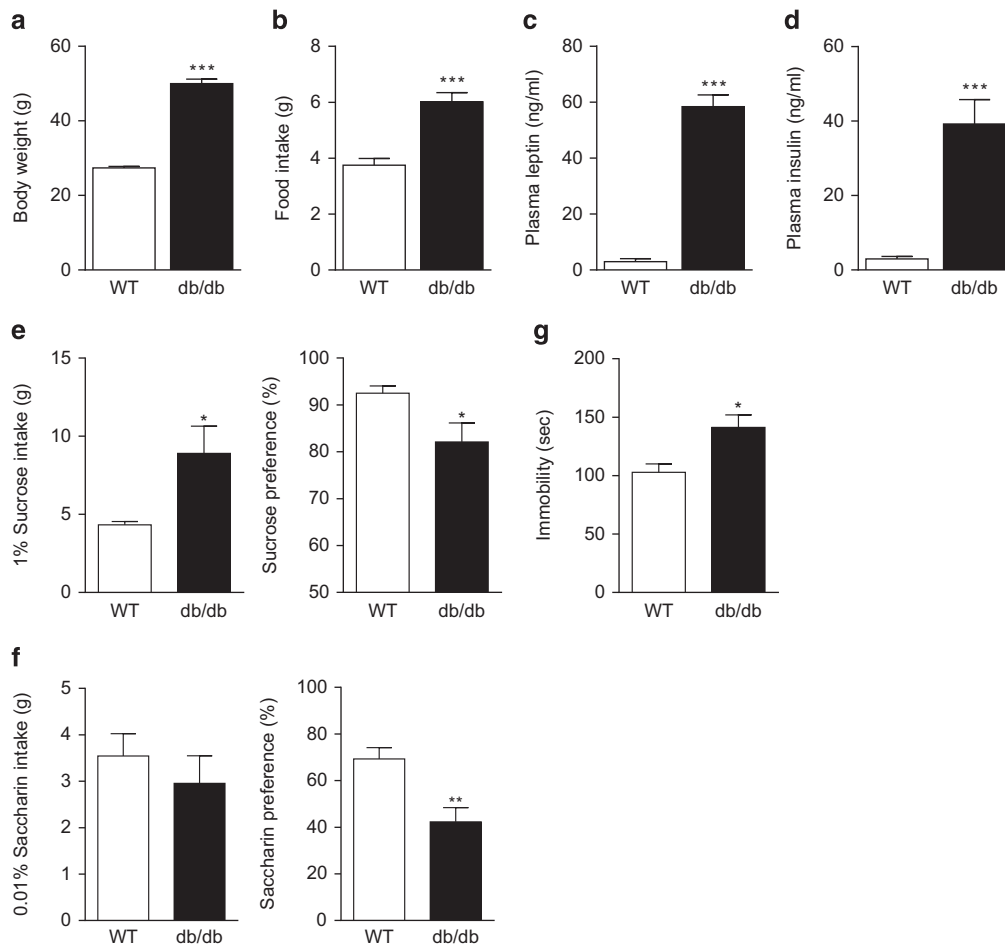 a
Body weight (g)
60
40
20
0
***
WT db/db
b
Food intake (g)
8
6
4
2
0
***
WT db/db
c
Plasma leptin (ng/ml)
80
60
40
20
0
***
WT db/db
d
Plasma insulin (ng/ml)
60
40
20
0
***
WT db/db
e
1% Sucrose intake (g)
15
10
5
0
*
WT db/db
Sucrose preference (%)
100
90
80
70
60
50
*
WT db/db
g
Immobility (sec)
200
150
100
50
0
*
WT db/db
f
0.01% Saccharin intake (g)
5
4
3
2
1
0
WT db/db
Saccharin preference (%)
100
80
60
40
20
0
**
WT db/db